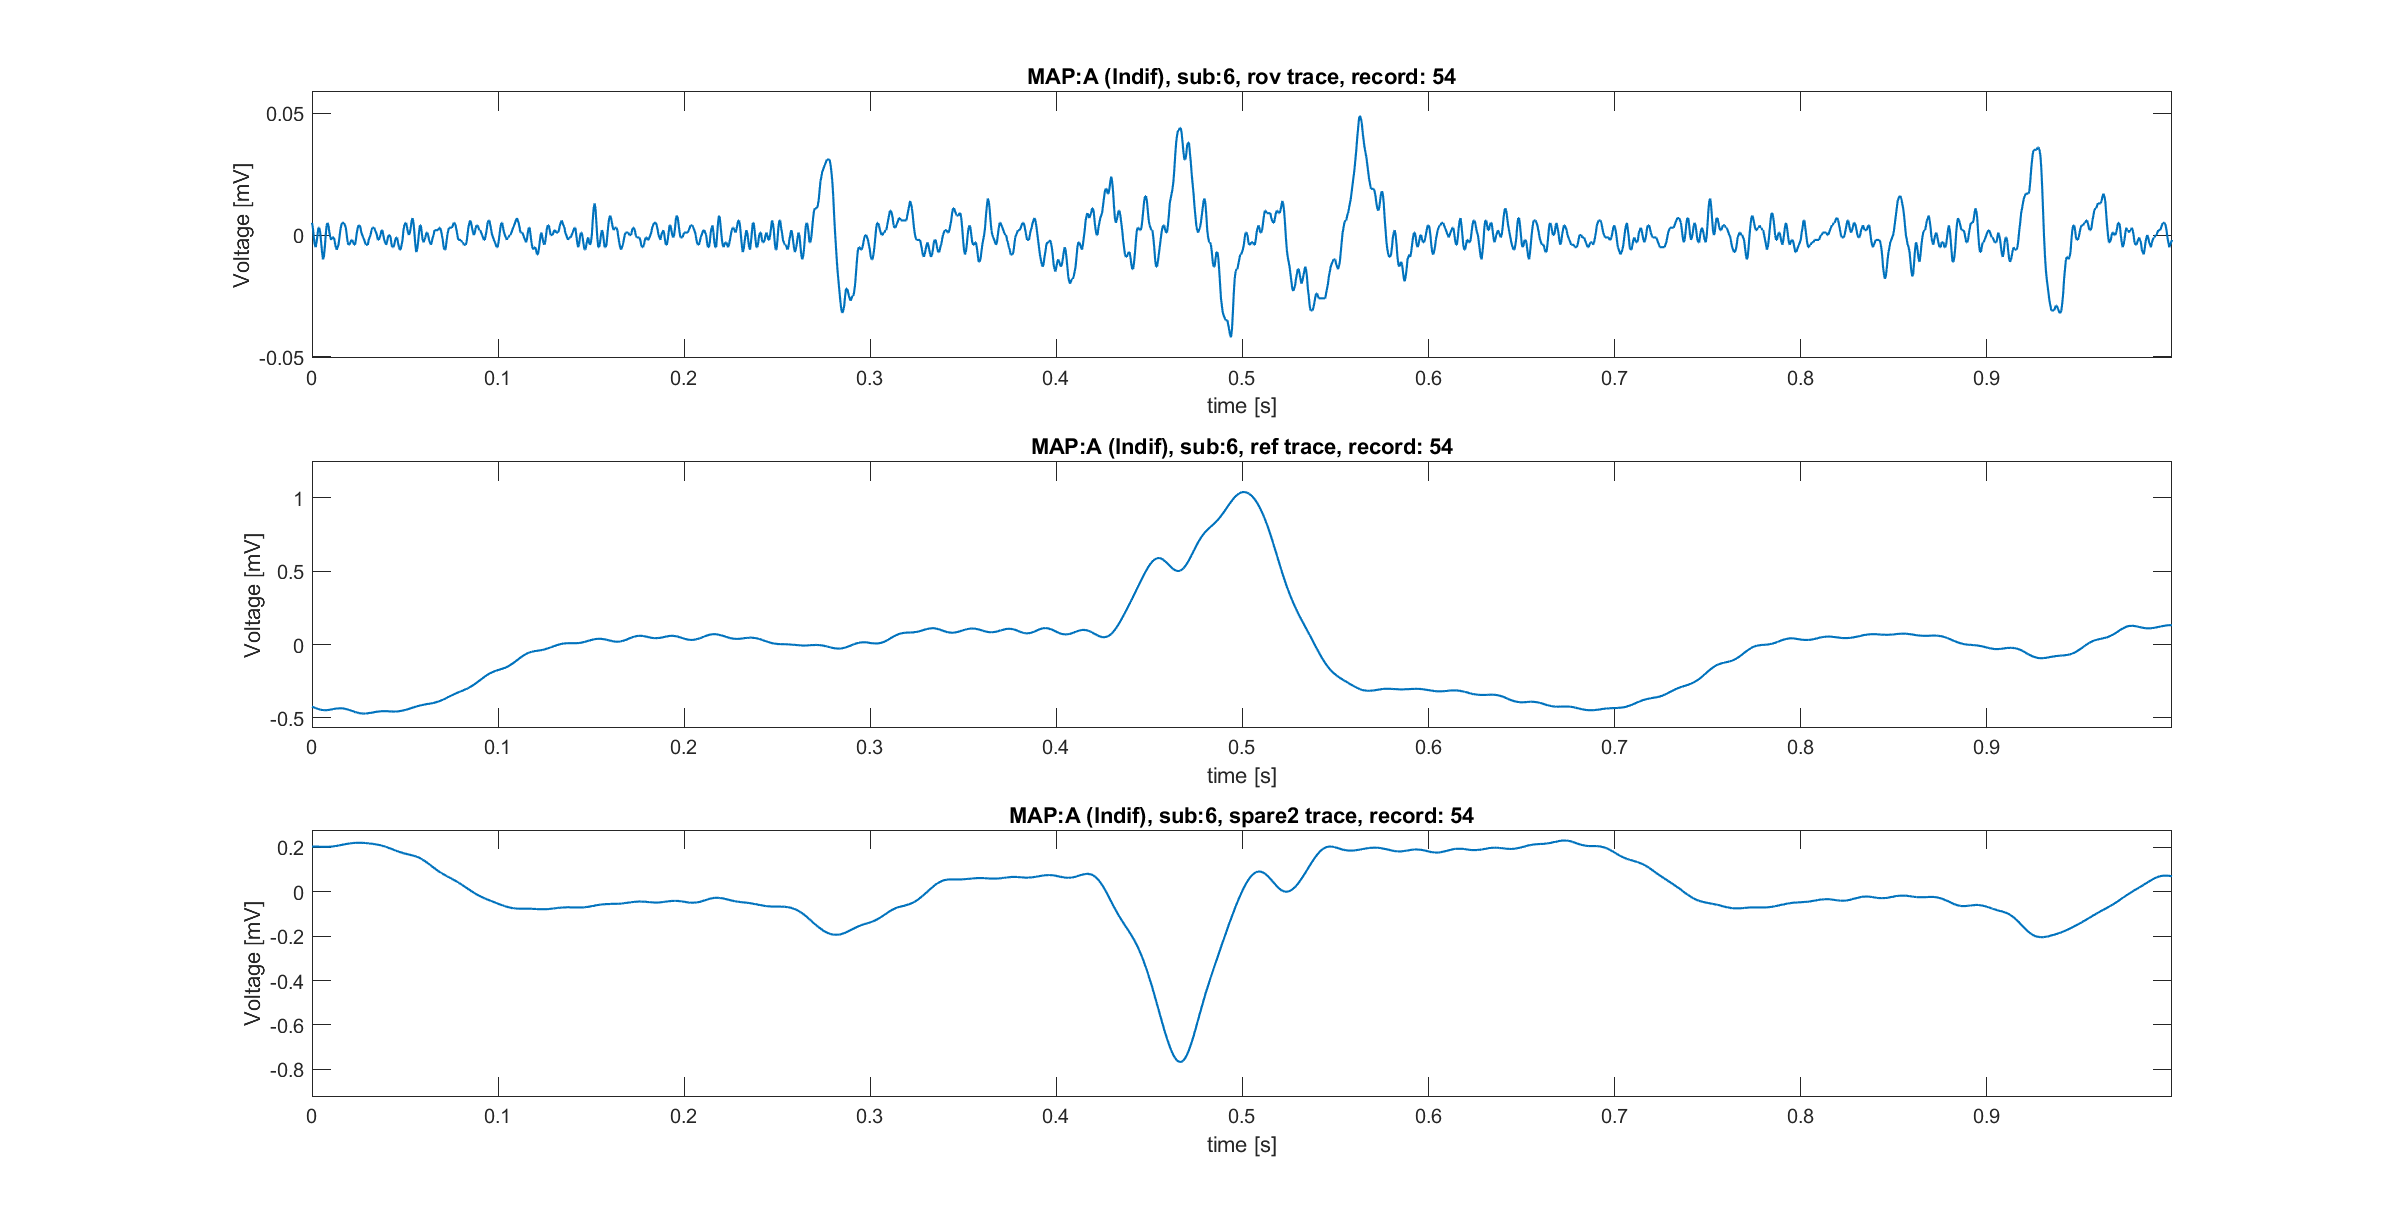 MAP:A (Indif), sub:6, rov trace, record: 54
0.05
0
-0.05
Voltage [mV]
0 0.1 0.2 0.3 0.4 0.5 0.6 0.7 0.8 0.9
time [s]
MAP:A (Indif), sub:6, ref trace, record: 54
1
0.5
0
-0.5
Voltage [mV]
0 0.1 0.2 0.3 0.4 0.5 0.6 0.7 0.8 0.9
time [s]
MAP:A (Indif), sub:6, spare2 trace, record: 54
0.2
0
-0.2
-0.4
-0.6
-0.8
Voltage [mV]
0 0.1 0.2 0.3 0.4 0.5 0.6 0.7 0.8 0.9
time [s]